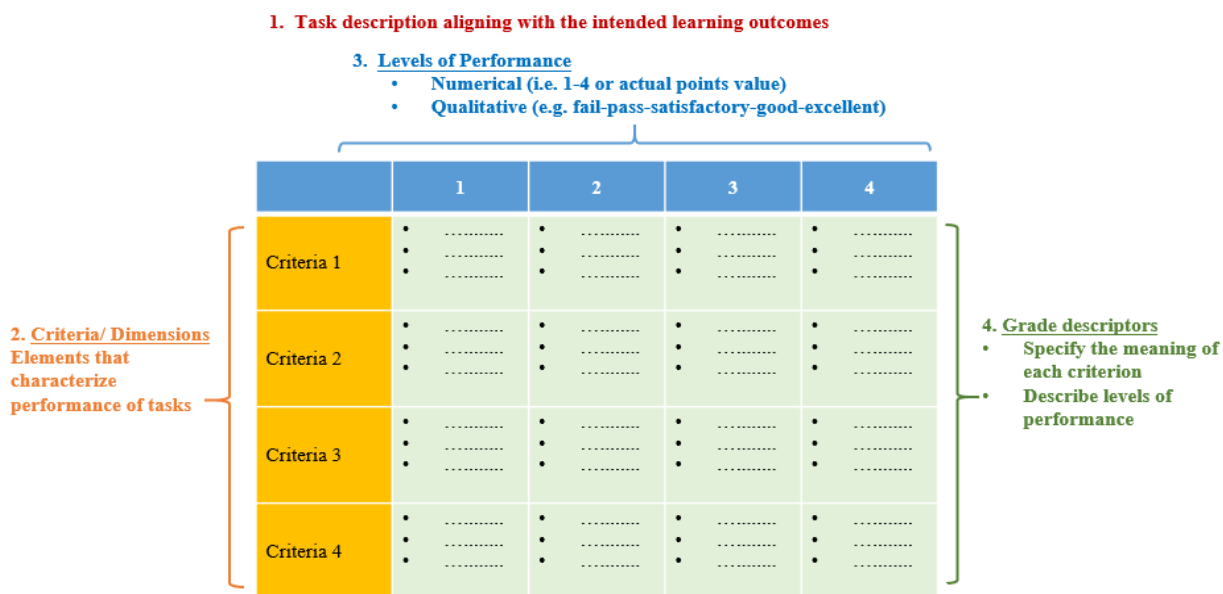 1. Task description aligning with the intended learning outcomes
3. Levels of Performance
• Numerical (i.e. 1-4 or actual points value)
• Qualitative (e.g. fail-pass-satisfactory-good-excellent)
1 2 3 4
Criteria 1
• ---------- • ---------- • ---------- • ----------
• ---------- • ---------- • ---------- • ----------
• ---------- • ---------- • ---------- • ----------
Criteria 2
• ---------- • ---------- • ---------- • ----------
• ---------- • ---------- • ---------- • ----------
• ---------- • ---------- • ---------- • ----------
Criteria 3
• ---------- • ---------- • ---------- • ----------
• ---------- • ---------- • ---------- • ----------
• ---------- • ---------- • ---------- • ----------
Criteria 4
• ---------- • ---------- • ---------- • ----------
• ---------- • ---------- • ---------- • ----------
• ---------- • ---------- • ---------- • ----------
2. Criteria/ Dimensions
Elements that
characterize
performance of tasks
4. Grade descriptors
• Specify the meaning of
each criterion
• Describe levels of
performance